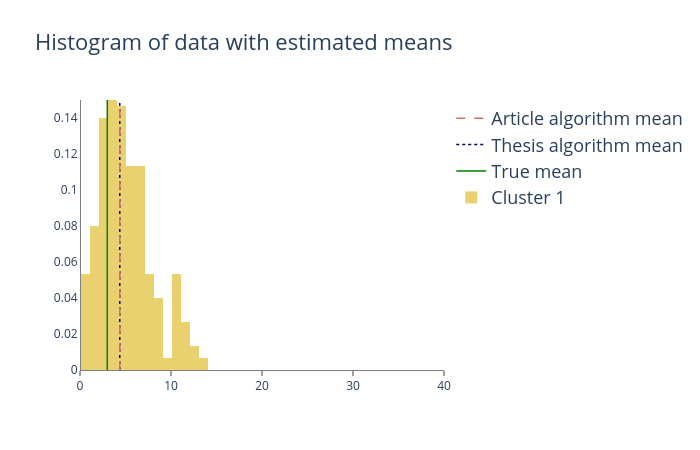 Histogram of data with estimated means
0.14
0.12
0.1
0.08
0.06
0.04
0.02
0
0 10 20 30 40
Article algorithm mean
Thesis algorithm mean
True mean
Cluster 1